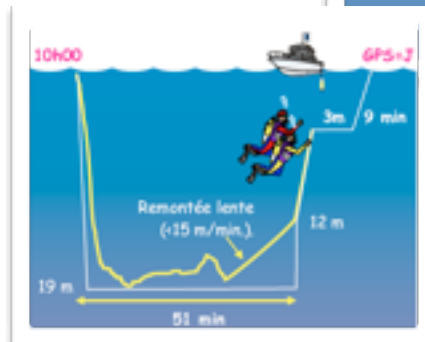 10h00
GPS=J
3m
9 min
Remontée lente
(<15 m/min.).
12 m
19 m
51 min